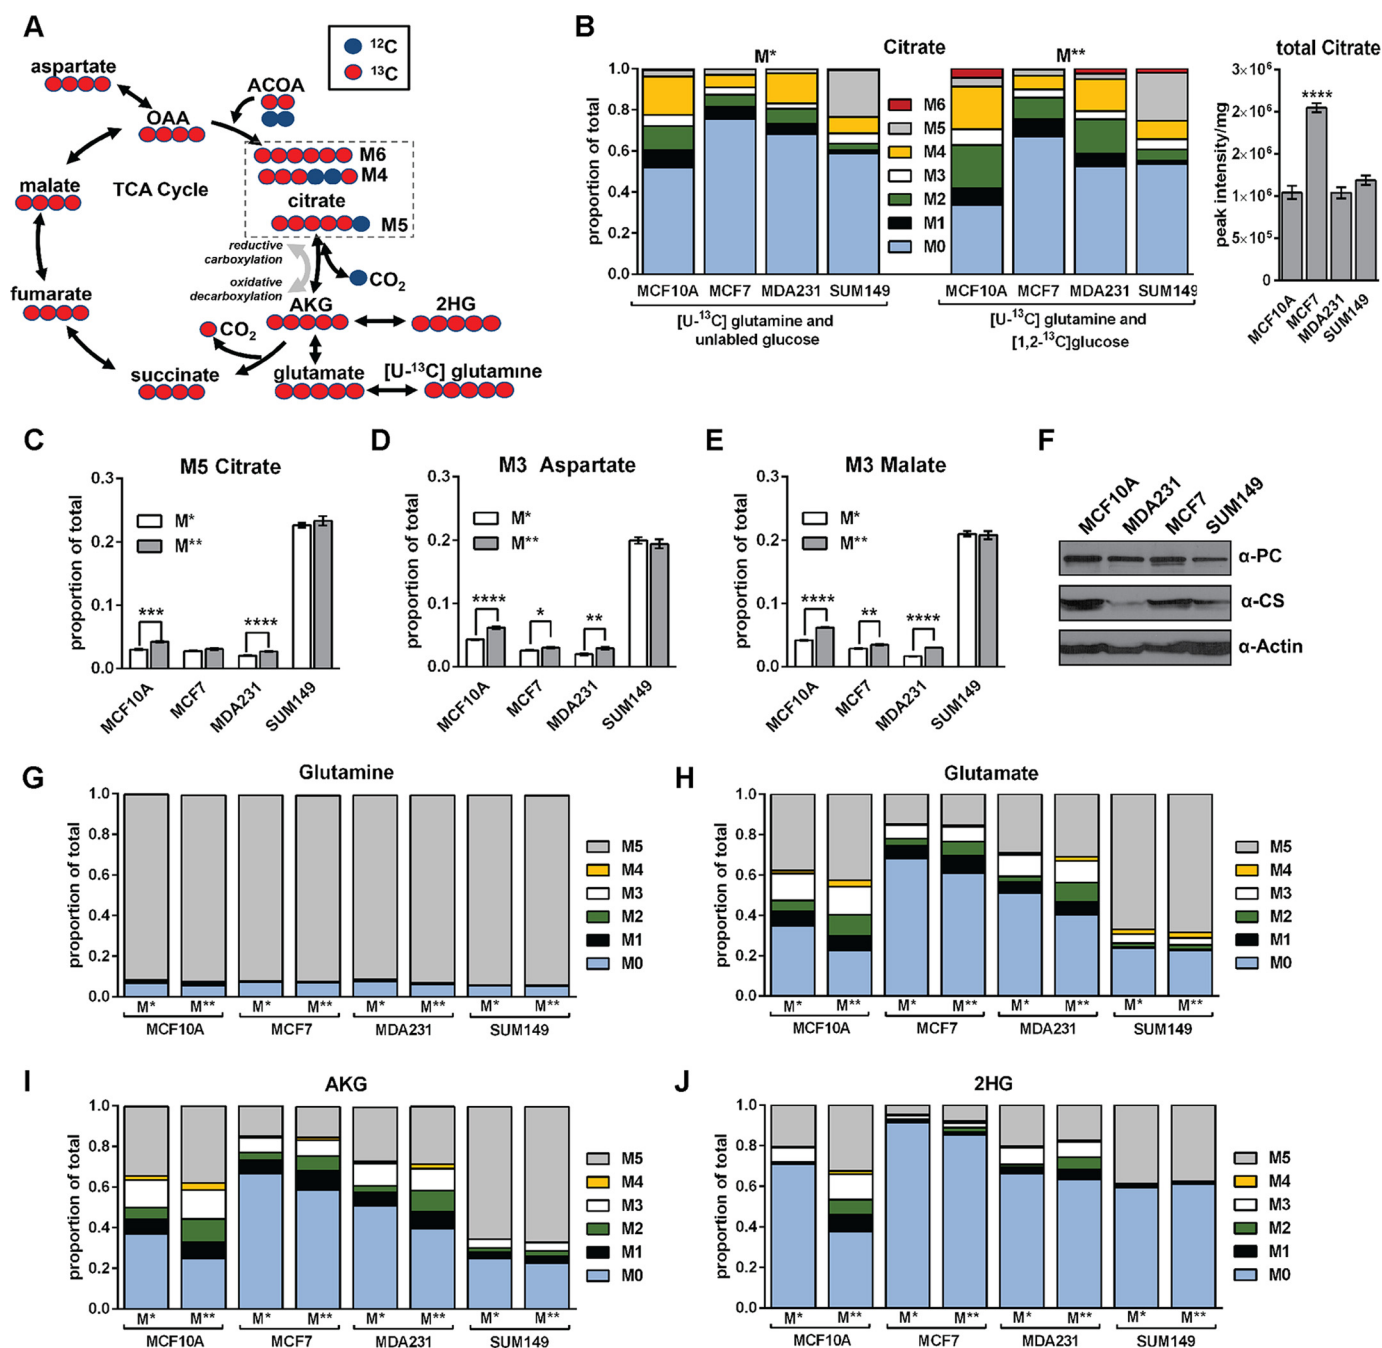 A
¹²C
¹³C
aspartate
ACOA
OAA
M6
M4
malate
TCA Cycle
citrate
M5
reductive
carboxylation
oxidative
decarboxylation
CO₂
fumarate
AKG
2HG
CO₂
succinate
glutamate
[U-¹³C] glutamine
B
Citrate
M*
M**
proportion of total
1.0
0.8
0.6
0.4
0.2
0.0
M6
M5
M4
M3
M2
M1
M0
MCF10A
MCF7
MDA231
SUM149
[U-¹³C] glutamine and
unlabled glucose
MCF10A
MCF7
MDA231
SUM149
[U-¹³C] glutamine and
[1,2-¹³C]glucose
total Citrate
peak intensity/mg
3×10⁶
2×10⁶
2×10⁶
1×10⁶
5×10⁵
0
****
MCF10A
MCF7
MDA231
SUM149
C
M5 Citrate
proportion of total
0.3
0.2
0.1
0.0
M*
M**
***
****
MCF10A
MCF7
MDA231
SUM149
D
M3 Aspartate
proportion of total
0.3
0.2
0.1
0.0
M*
M**
****
*
**
MCF10A
MCF7
MDA231
SUM149
E
M3 Malate
proportion of total
0.3
0.2
0.1
0.0
M*
M**
****
**
****
MCF10A
MCF7
MDA231
SUM149
F
MCF10A
MDA231
MCF7
SUM149
α-PC
α-CS
α-Actin
G
Glutamine
proportion of total
1.0
0.8
0.6
0.4
0.2
0.0
M5
M4
M3
M2
M1
M0
M* M** M* M** M* M** M* M**
MCF10A MCF7 MDA231 SUM149
H
Glutamate
proportion of total
1.0
0.8
0.6
0.4
0.2
0.0
M5
M4
M3
M2
M1
M0
M* M** M* M** M* M** M* M**
MCF10A MCF7 MDA231 SUM149
I
AKG
proportion of total
1.0
0.8
0.6
0.4
0.2
0.0
M5
M4
M3
M2
M1
M0
M* M** M* M** M* M** M* M**
MCF10A MCF7 MDA231 SUM149
J
2HG
proportion of total
1.0
0.8
0.6
0.4
0.2
0.0
M5
M4
M3
M2
M1
M0
M* M** M* M** M* M** M* M**
MCF10A MCF7 MDA231 SUM149